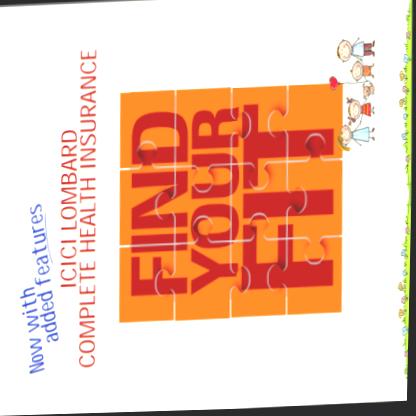 Now with
added features
ICICI LOMBARD
COMPLETE HEALTH INSURANCE
FIND
YOUR
FIT